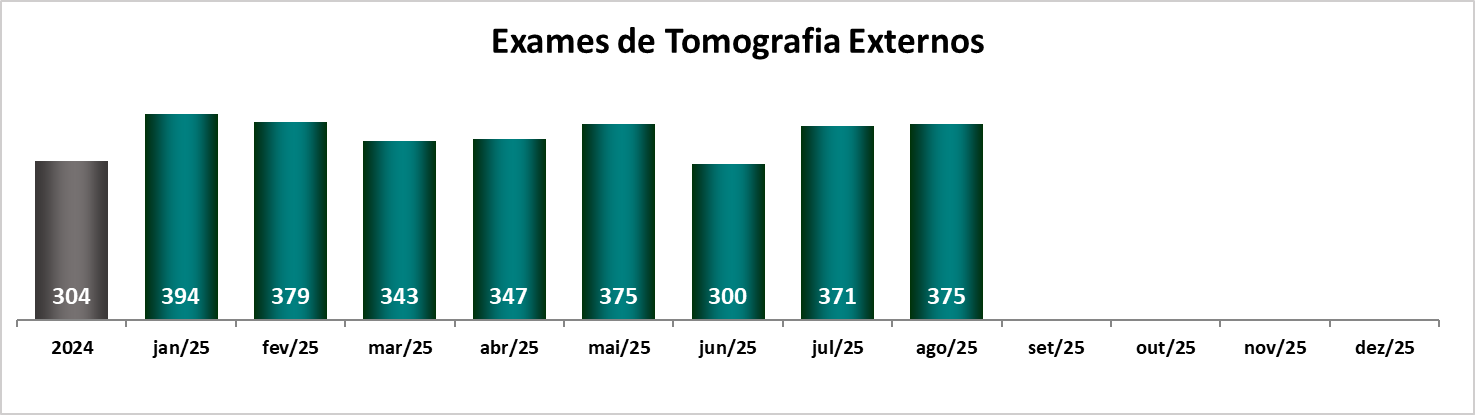 Exames de Tomografia Externos
304 394 379 343 347 375 300 371 375
2024 jan/25 fev/25 mar/25 abr/25 mai/25 jun/25 jul/25 ago/25 set/25 out/25 nov/25 dez/25